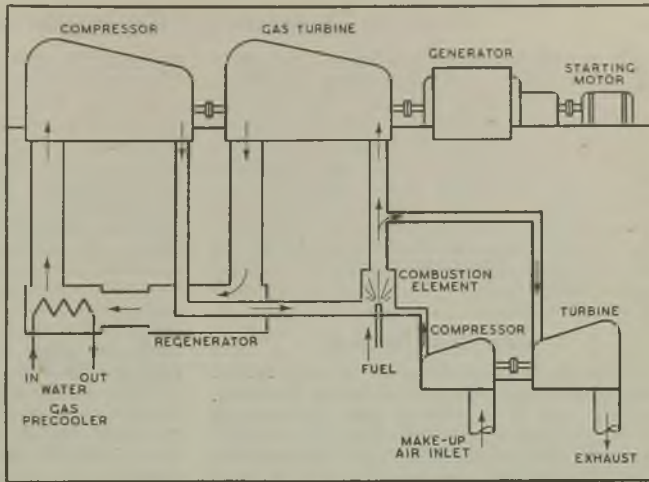 COMPRESSOR
GAS TURBINE
GENERATOR
STARTING
MOTOR
COMBUSTION
ELEMENT
COMPRESSOR
TURBINE
REGENERATOR
FUEL
IN
OUT
WATER
GAS
PRECOOLER
MAKE-UP
AIR INLET
EXHAUST